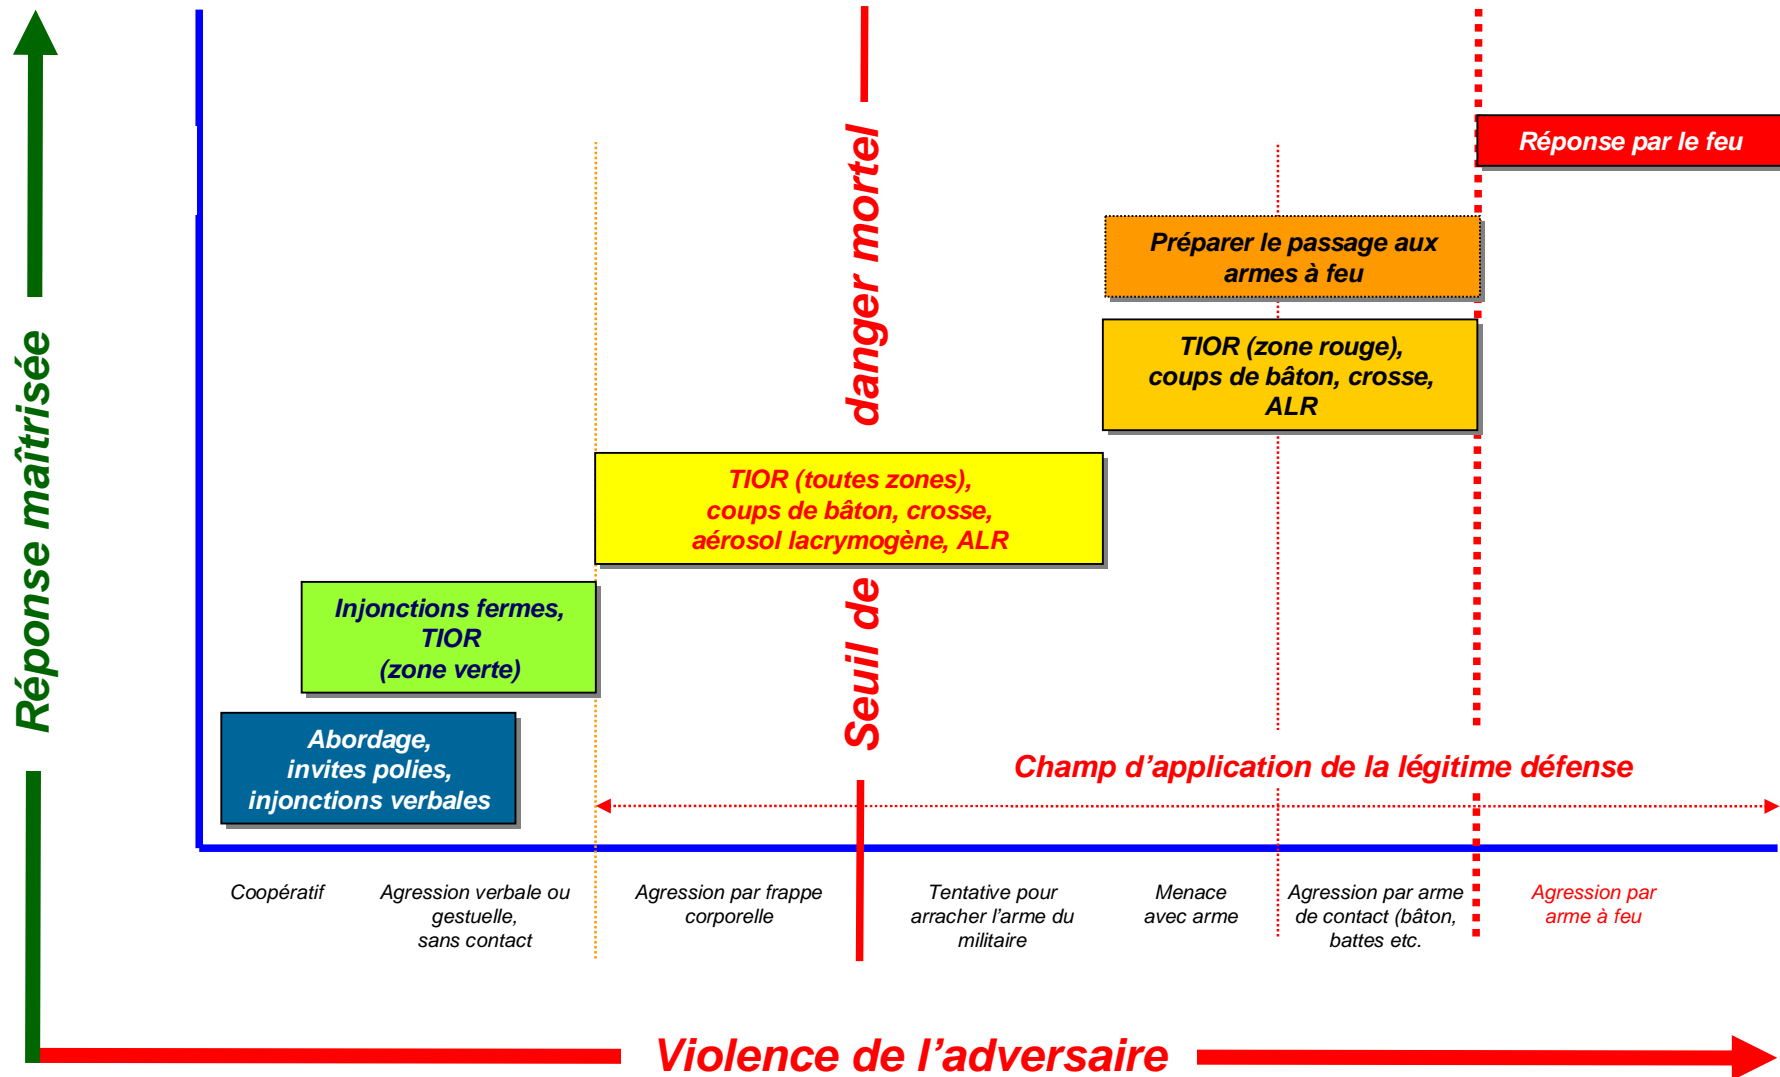 Réponse maîtrisée
Seuil de danger mortel
Réponse par le feu
Préparer le passage aux
armes à feu
TIOR (zone rouge),
coups de bâton, crosse,
ALR
TIOR (toutes zones),
coups de bâton, crosse,
aérosol lacrymogène, ALR
Injonctions fermes,
TIOR
(zone verte)
Abordage,
invites polies,
injonctions verbales
Champ d’application de la légitime défense
Coopératif
Agression verbale ou
gestuelle,
sans contact
Agression par frappe
corporelle
Tentative pour
arracher l’arme du
militaire
Menace
avec arme
Agression par arme
de contact (bâton,
battes etc.
Agression par
arme à feu
Violence de l’adversaire